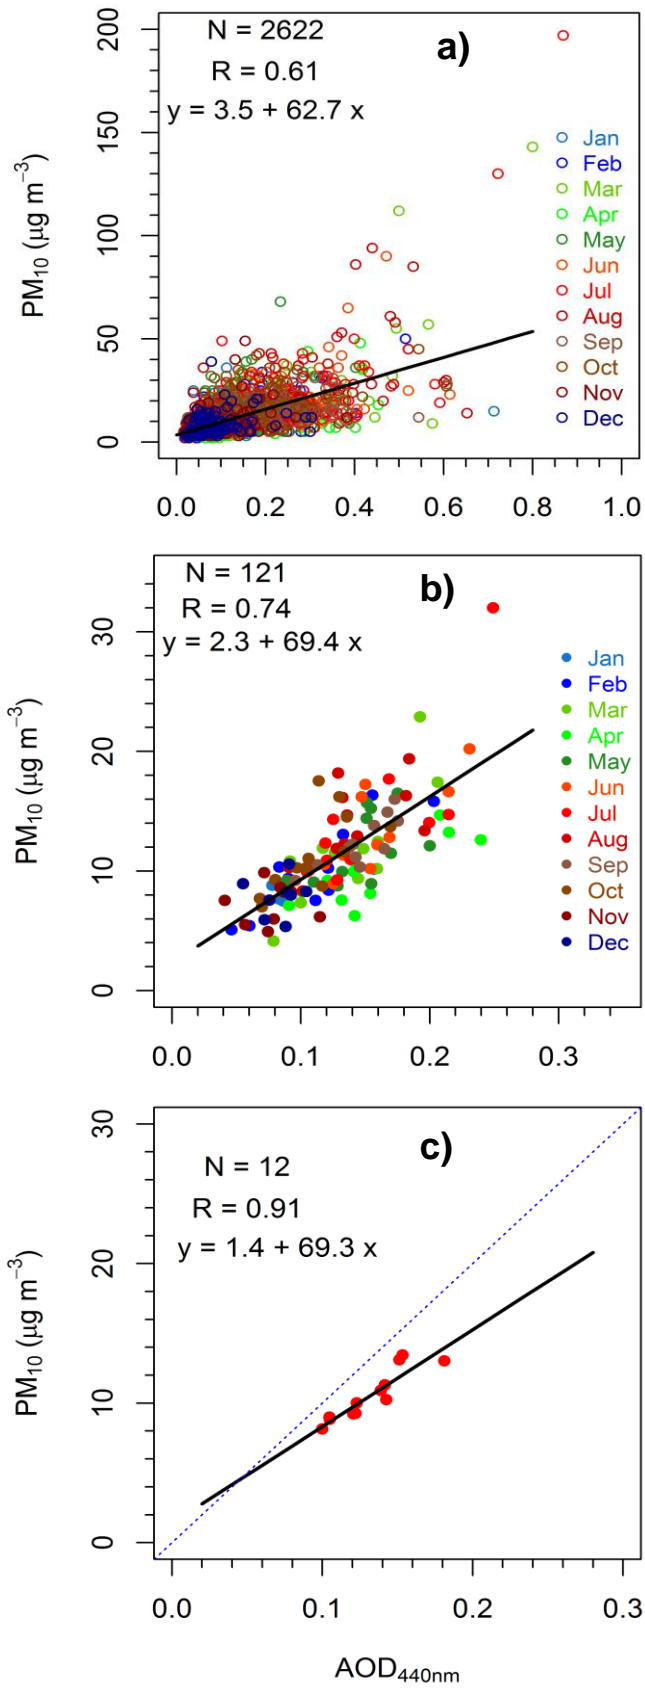 N = 2622
a)
R = 0.61
y = 3.5 + 62.7 x
PM10 (µg m−3)
200
150
100
50
0
Jan
Feb
Mar
Apr
May
Jun
Jul
Aug
Sep
Oct
Nov
Dec
0.0 0.2 0.4 0.6 0.8 1.0
N = 121
b)
R = 0.74
y = 2.3 + 69.4 x
PM10 (µg m−3)
30
20
10
0
Jan
Feb
Mar
Apr
May
Jun
Jul
Aug
Sep
Oct
Nov
Dec
0.0 0.1 0.2 0.3
c)
N = 12
R = 0.91
y = 1.4 + 69.3 x
PM10 (µg m−3)
30
20
10
0
0.0 0.1 0.2 0.3
AOD440nm